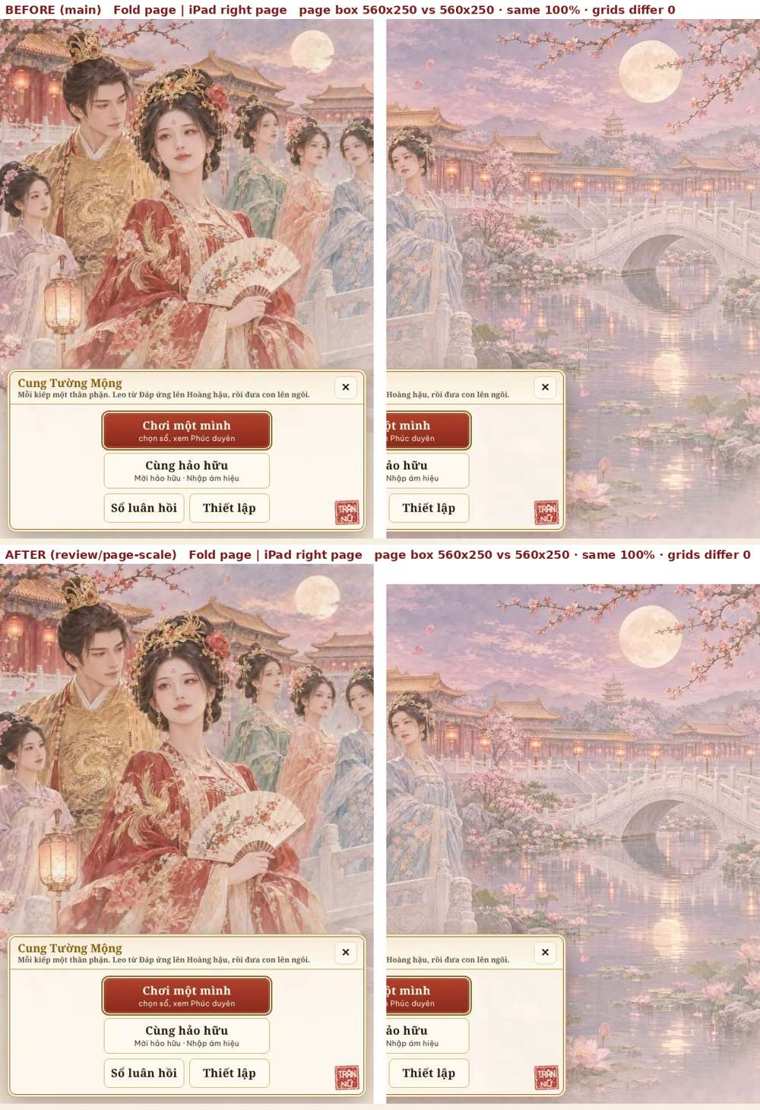 BEFORE (main) Fold page | iPad right page page box 560x250 vs 560x250 · same 100% · grids differ 0
Cung Tường Mộng
Mỗi kiếp một thân phận. Leo từ Đáp ứng lên Hoàng hậu, rồi đưa con lên ngôi.
×
Chơi một mình
chọn số, xem Phúc duyên
Cùng hảo hữu
Mời hảo hữu · Nhập ám hiệu
Sổ luân hồi
Thiết lập
TRÂN
NỮ
Hoàng hậu, rồi đưa con lên ngôi.
×
ột mình
Phúc duyên
ảo hữu
u · Nhập ám hiệu
Thiết lập
TRÂN
NỮ
AFTER (review/page-scale) Fold page | iPad right page page box 560x250 vs 560x250 · same 100% · grids differ 0
Cung Tường Mộng
Mỗi kiếp một thân phận. Leo từ Đáp ứng lên Hoàng hậu, rồi đưa con lên ngôi.
×
Chơi một mình
chọn số, xem Phúc duyên
Cùng hảo hữu
Mời hảo hữu · Nhập ám hiệu
Sổ luân hồi
Thiết lập
TRÂN
NỮ
Hoàng hậu, rồi đưa con lên ngôi.
×
ột mình
Phúc duyên
ảo hữu
u · Nhập ám hiệu
Thiết lập
TRÂN
NỮ